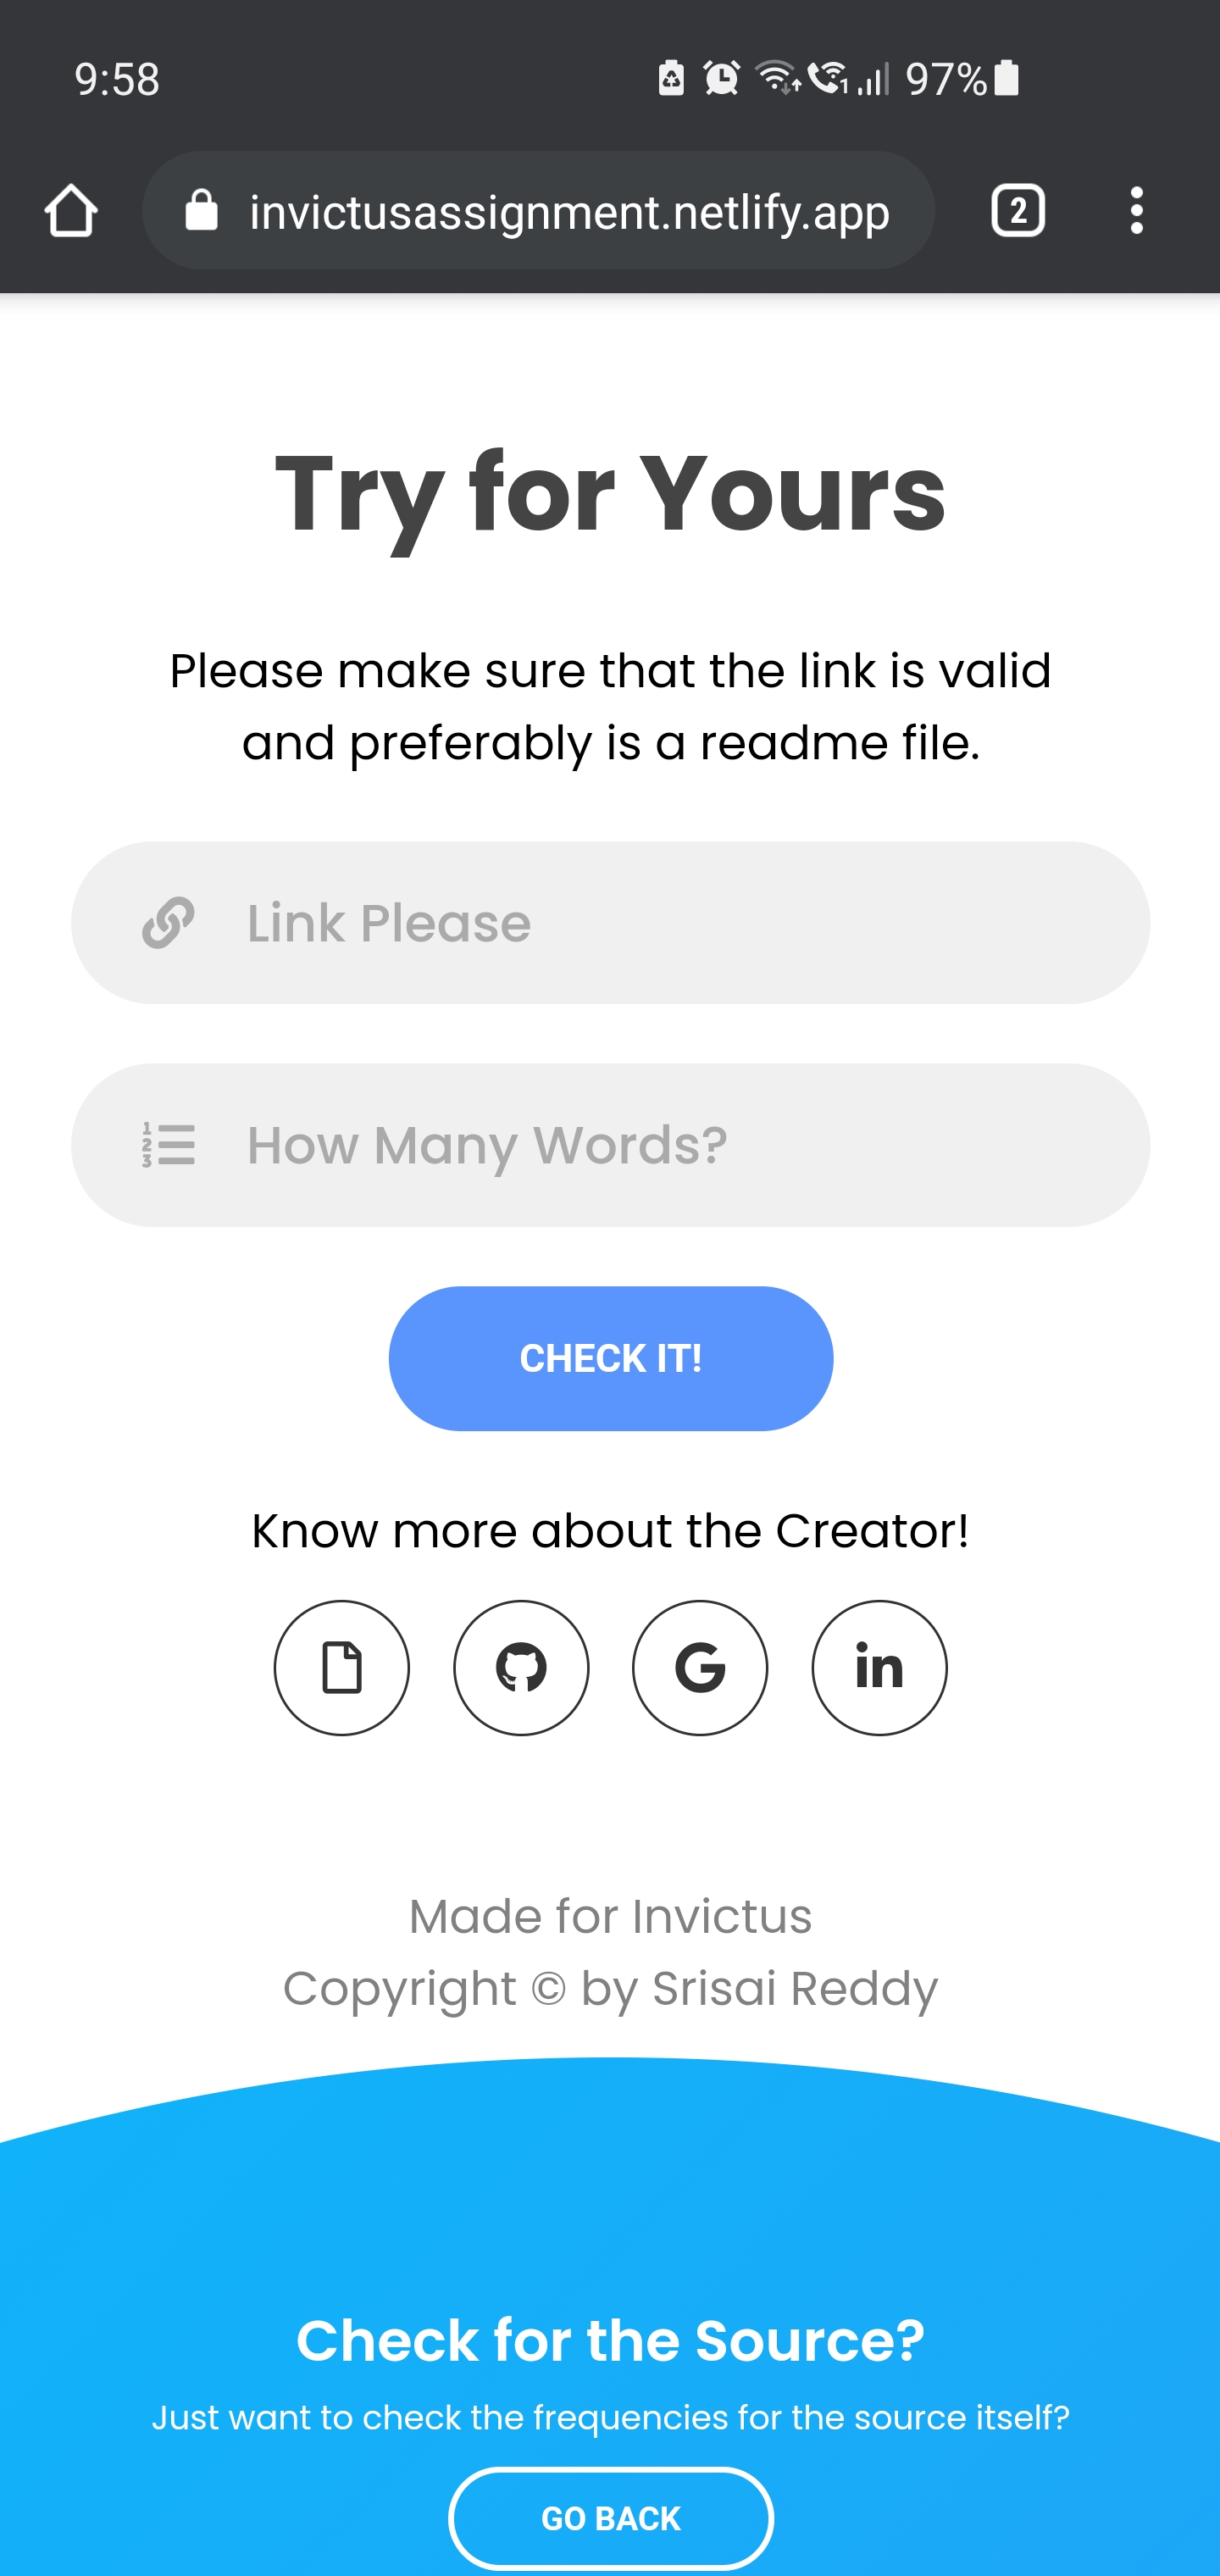 9:58
97%
invictusassignment.netlify.app
2
Try for Yours
Please make sure that the link is valid
and preferably is a readme file.
Link Please
How Many Words?
CHECK IT!
Know more about the Creator!
Made for Invictus
Copyright © by Srisai Reddy
Check for the Source?
Just want to check the frequencies for the source itself?
GO BACK